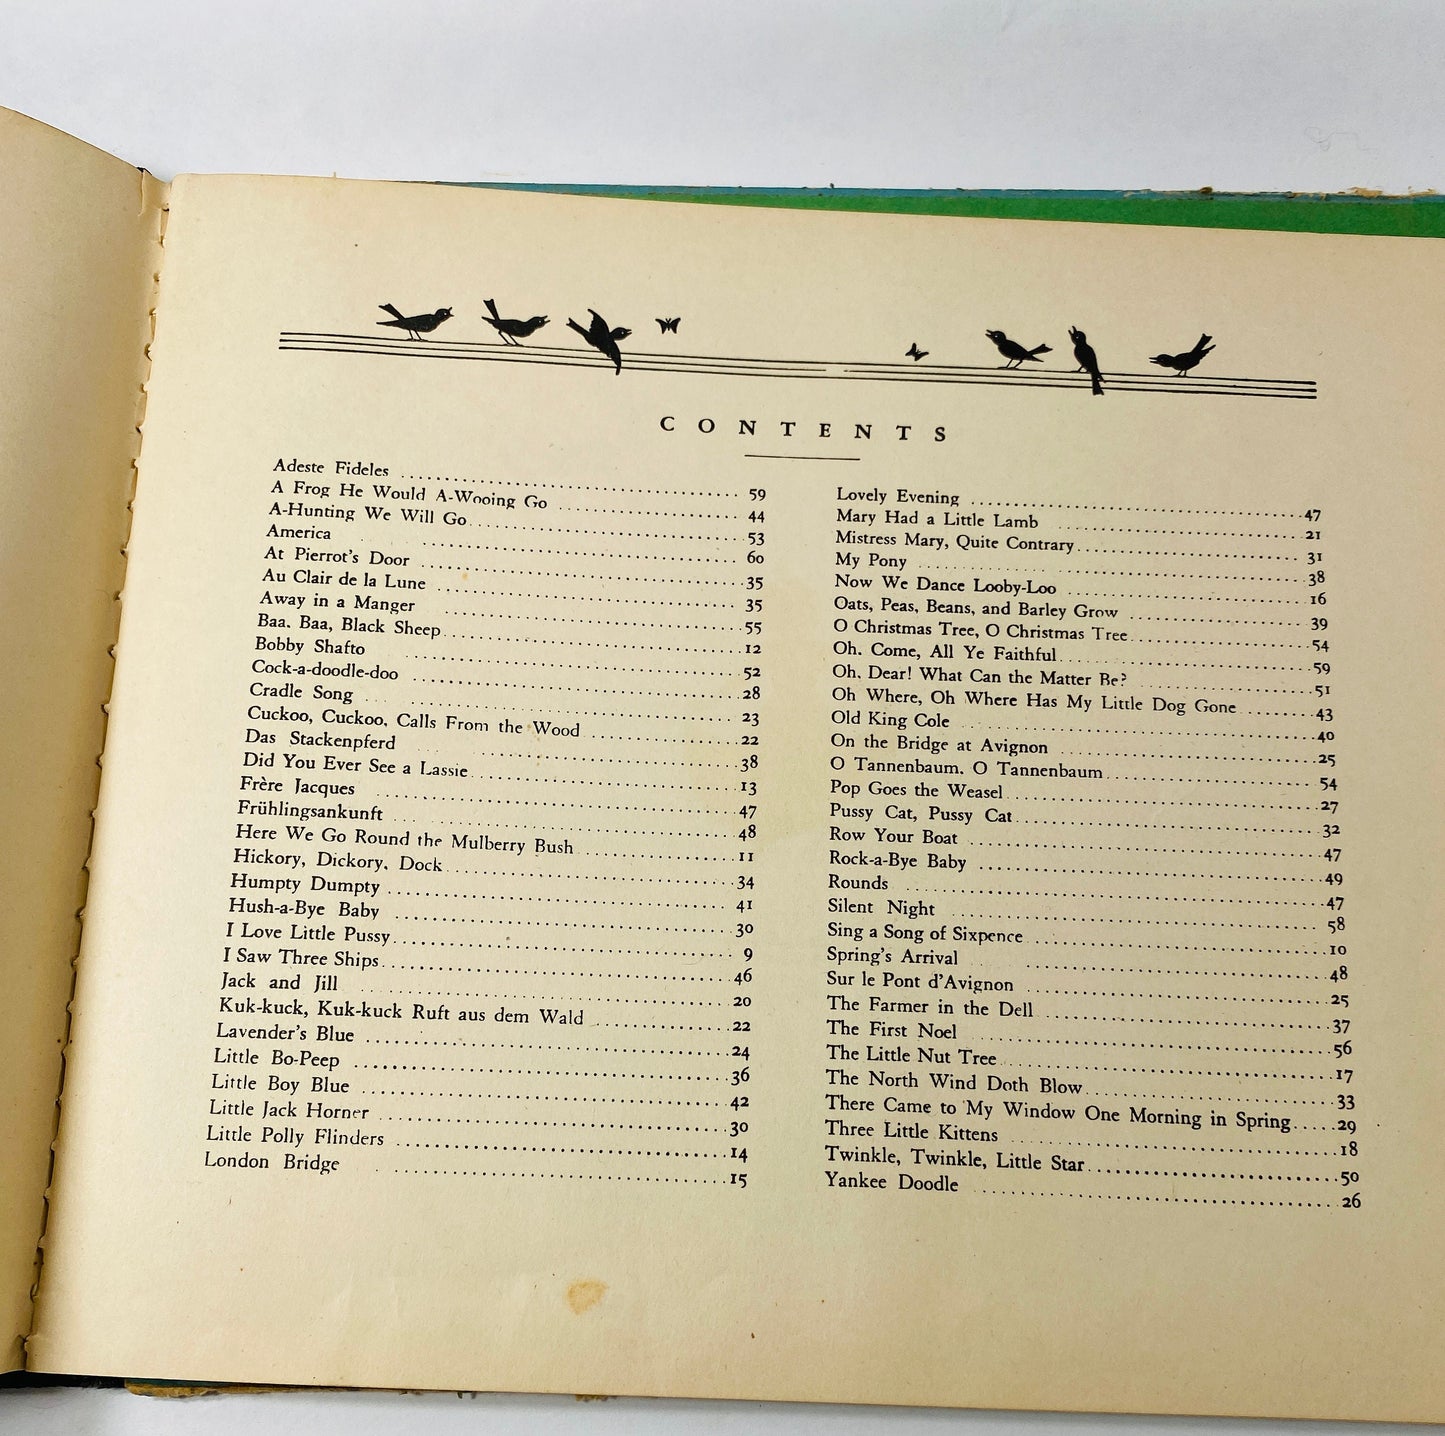 CONTENTS
Adeste Fideles 59
A Frog He Would A-Wooing Go 44
A-Hunting We Will Go 53
America 60
At Pierrot's Door 35
Au Clair de la Lune 35
Away in a Manger 55
Baa, Baa, Black Sheep 12
Bobby Shafto 52
Cock-a-doodle-doo 28
Cradle Song 23
Cuckoo, Cuckoo, Calls From the Wood 22
Das Stackenpferd 38
Did You Ever See a Lassie 13
Frère Jacques 47
Frühlingsankunft 48
Here We Go Round the Mulberry Bush 11
Hickory, Dickory, Dock 34
Humpty Dumpty 41
Hush-a-Bye Baby 30
I Love Little Pussy 9
I Saw Three Ships 46
Jack and Jill 20
Kuk-kuck, Kuk-kuck Ruft aus dem Wald 22
Lavender's Blue 24
Little Bo-Peep 36
Little Boy Blue 42
Little Jack Horner 30
Little Polly Flinders 14
London Bridge 15
Lovely Evening 47
Mary Had a Little Lamb 21
Mistress Mary, Quite Contrary 31
My Pony 38
Now We Dance Looby-Loo 16
Oats, Peas, Beans, and Barley Grow 39
O Christmas Tree, O Christmas Tree 54
Oh, Come, All Ye Faithful 59
Oh, Dear! What Can the Matter Be? 51
Oh Where, Oh Where Has My Little Dog Gone 43
Old King Cole 40
On the Bridge at Avignon 25
O Tannenbaum, O Tannenbaum 54
Pop Goes the Weasel 27
Pussy Cat, Pussy Cat 32
Row Your Boat 47
Rock-a-Bye Baby 49
Rounds 47
Silent Night 58
Sing a Song of Sixpence 10
Spring's Arrival 48
Sur le Pont d'Avignon 25
The Farmer in the Dell 37
The First Noel 56
The Little Nut Tree 17
The North Wind Doth Blow 33
There Came to My Window One Morning in Spring 29
Three Little Kittens 18
Twinkle, Twinkle, Little Star 50
Yankee Doodle 26